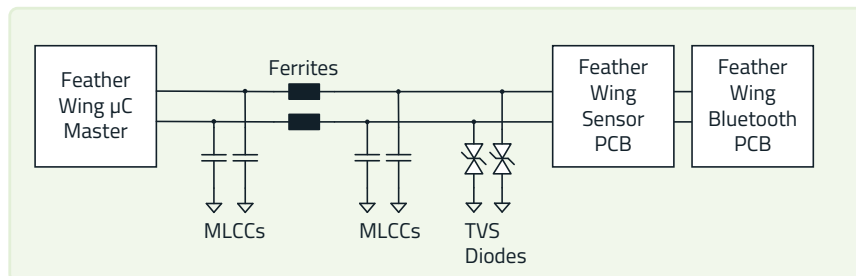 Feather
Wing µC
Master
Ferrites
Feather
Wing
Sensor
PCB
Feather
Wing
Bluetooth
PCB
MLCCs
MLCCs
TVS
Diodes